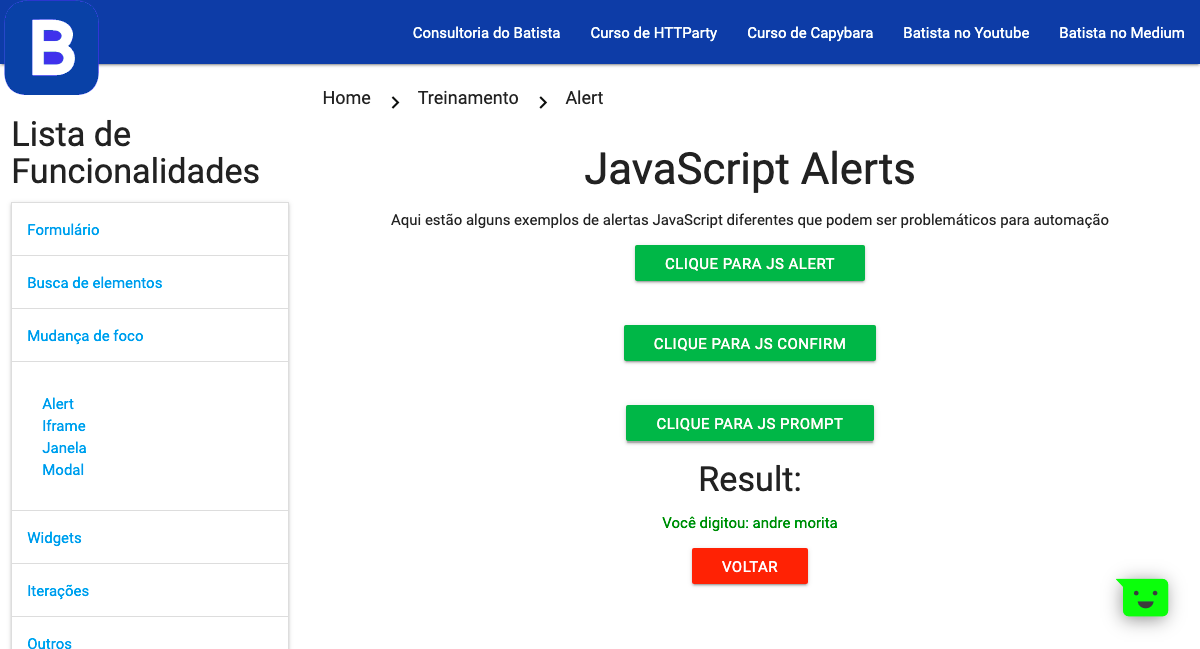 B
Consultoria do Batista
Curso de HTTParty
Curso de Capybara
Batista no Youtube
Batista no Medium
Home
Treinamento
Alert
Lista de
Funcionalidades
Formulário
Busca de elementos
Mudança de foco
Alert
Iframe
Janela
Modal
Widgets
Iterações
Outros
JavaScript Alerts
Aqui estão alguns exemplos de alertas JavaScript diferentes que podem ser problemáticos para automação
CLIQUE PARA JS ALERT
CLIQUE PARA JS CONFIRM
CLIQUE PARA JS PROMPT
Result:
Você digitou: andre morita
VOLTAR